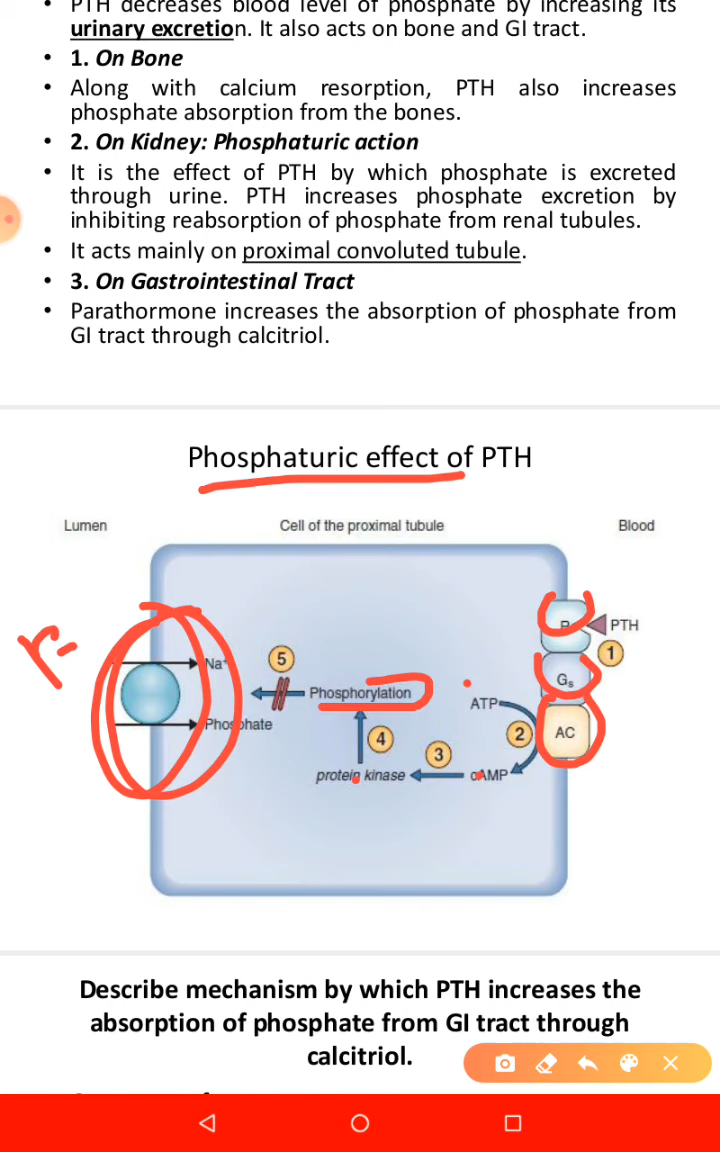 • PTH decreases blood level of phosphate by increasing its
urinary excretion. It also acts on bone and GI tract.
• 1. On Bone
• Along with calcium resorption, PTH also increases
phosphate absorption from the bones.
• 2. On Kidney: Phosphaturic action
• It is the effect of PTH by which phosphate is excreted
through urine. PTH increases phosphate excretion by
inhibiting reabsorption of phosphate from renal tubules.
• It acts mainly on proximal convoluted tubule.
• 3. On Gastrointestinal Tract
• Parathormone increases the absorption of phosphate from
GI tract through calcitriol.
Phosphaturic effect of PTH
Lumen
Cell of the proximal tubule
Blood
R
PTH
1
Na+
5
Phosphorylation
Gs
ATP
Phosphate
4
2
AC
3
protein kinase
cAMP
Describe mechanism by which PTH increases the
absorption of phosphate from GI tract through
calcitriol.